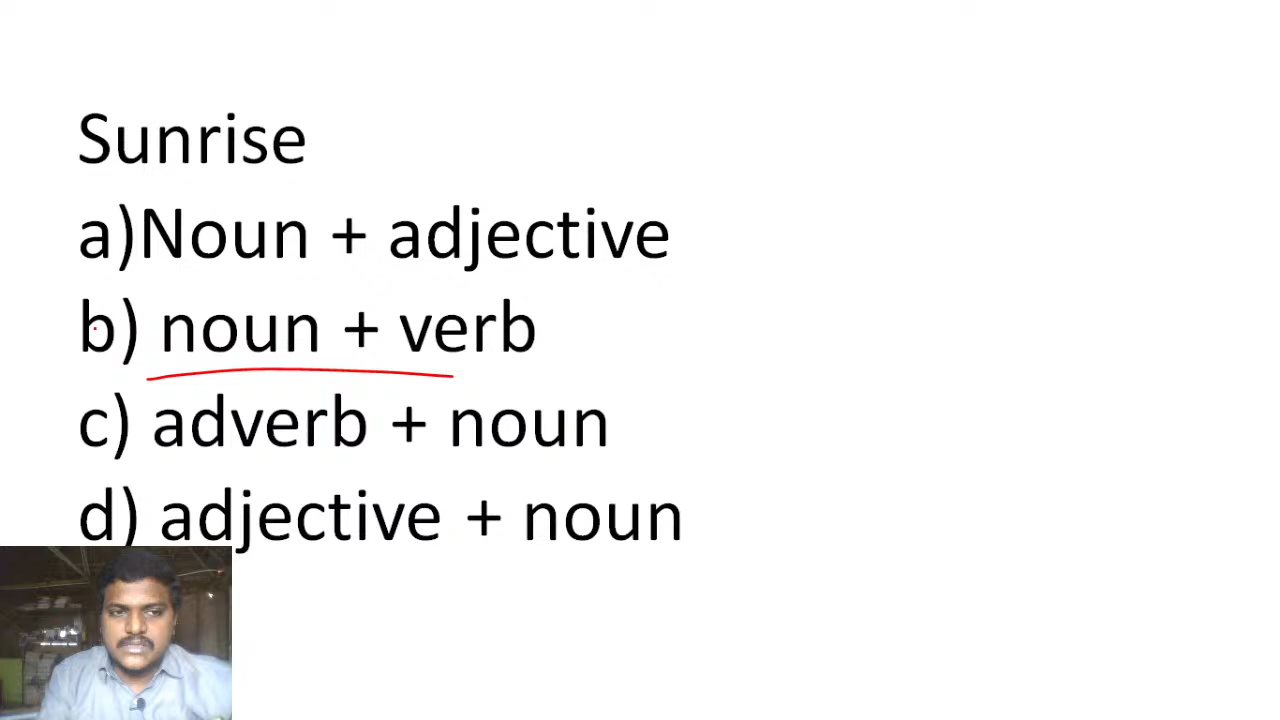 Sunrise
a)Noun + adjective
b) noun + verb
c) adverb + noun
d) adjective + noun